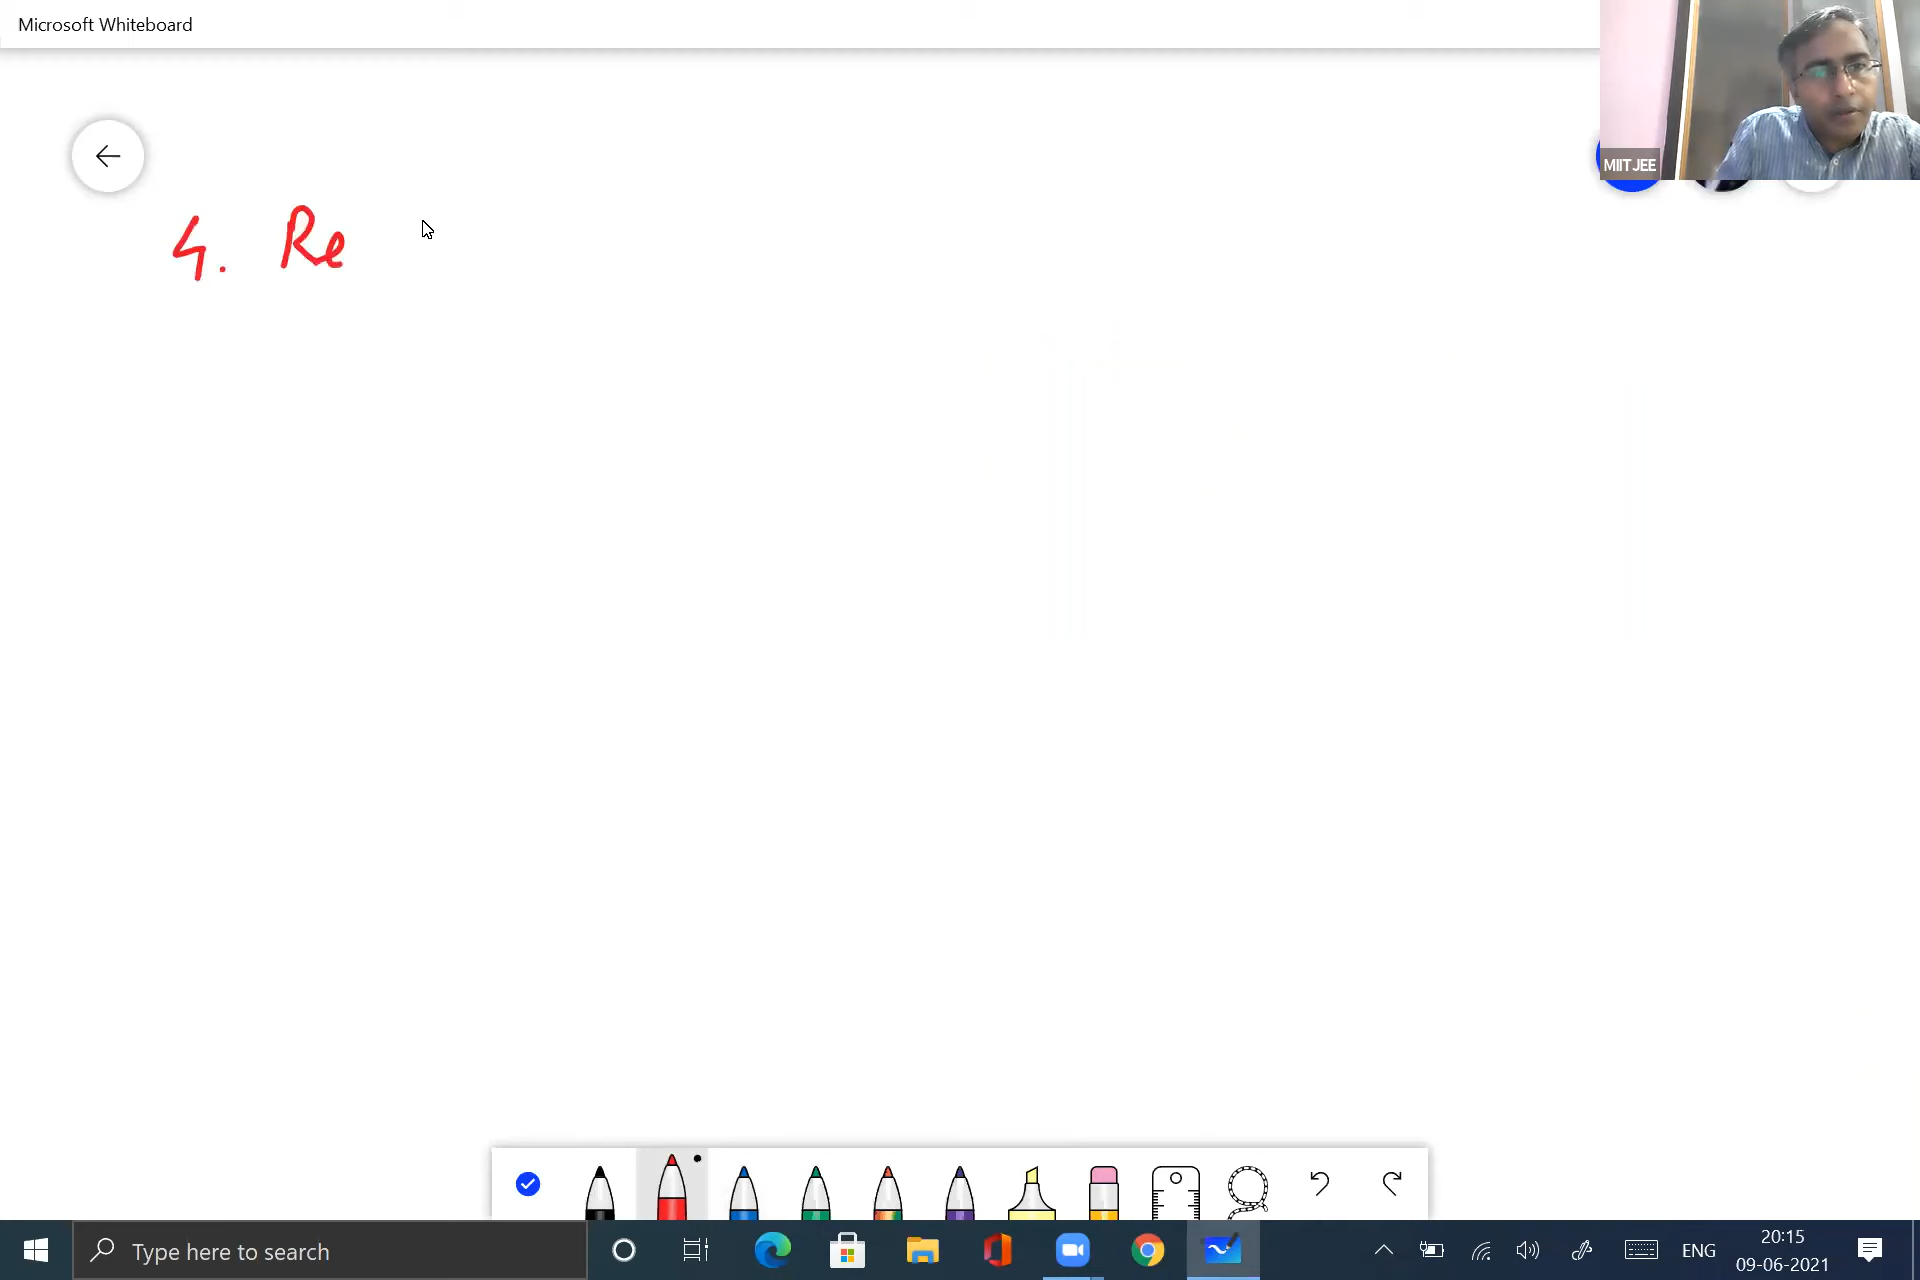 Microsoft Whiteboard
MIIT JEE
4. Re
Type here to search
ENG
20:15
09-06-2021